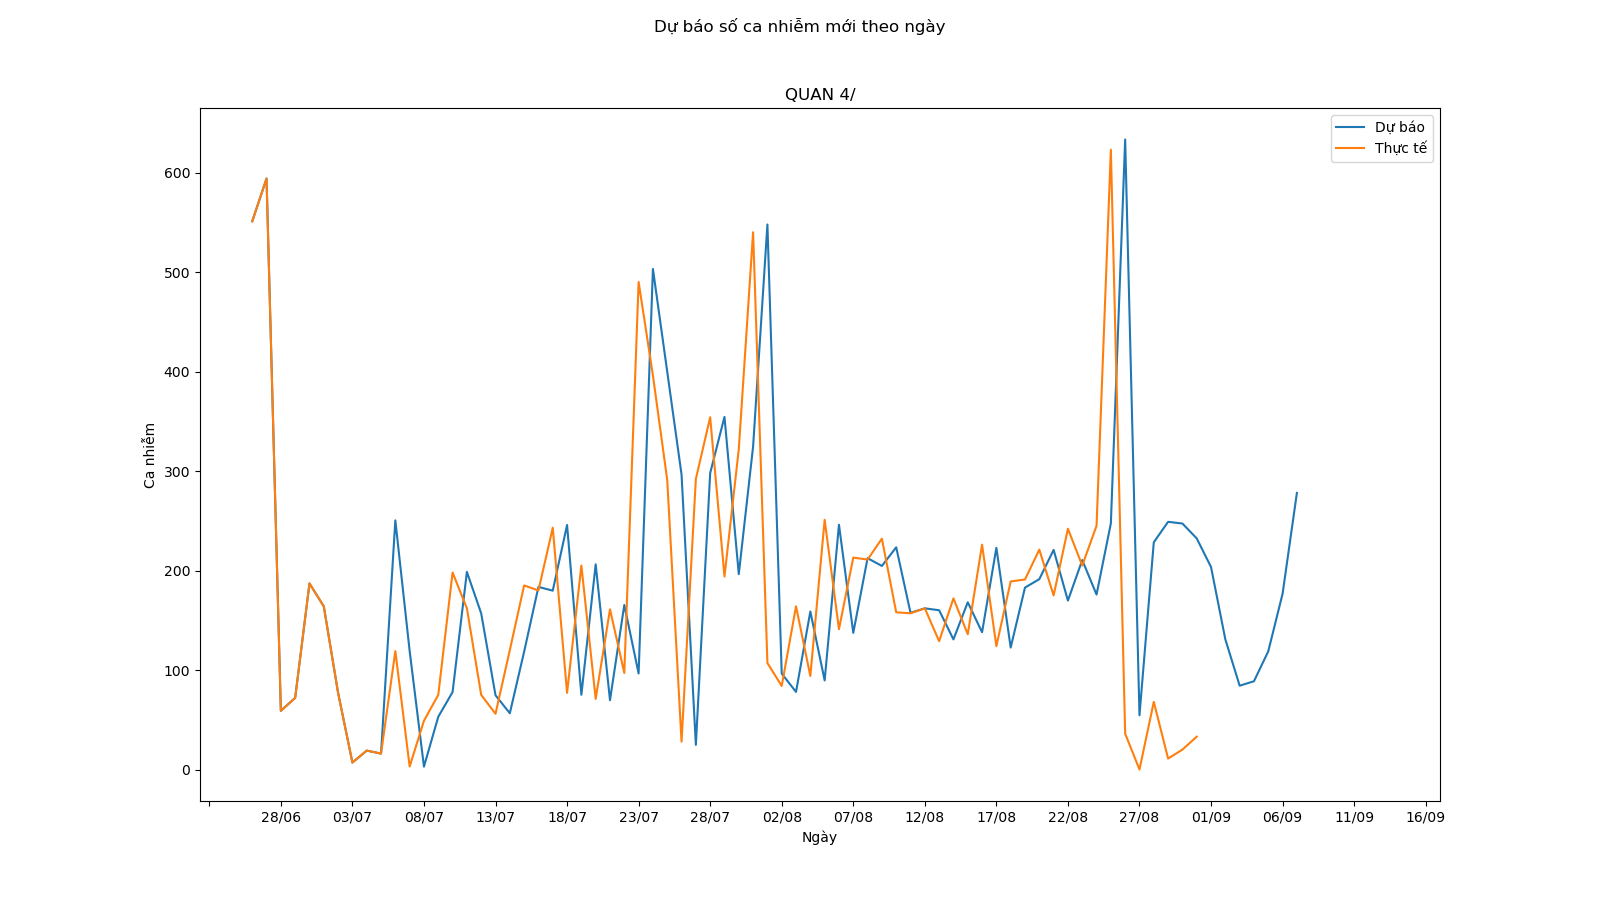 Dự báo số ca nhiễm mới theo ngày
QUAN 4/
Dự báo
Thực tế
600
500
400
300
200
100
0
Ca nhiễm
28/06 03/07 08/07 13/07 18/07 23/07 28/07 02/08 07/08 12/08 17/08 22/08 27/08 01/09 06/09 11/09 16/09
Ngày